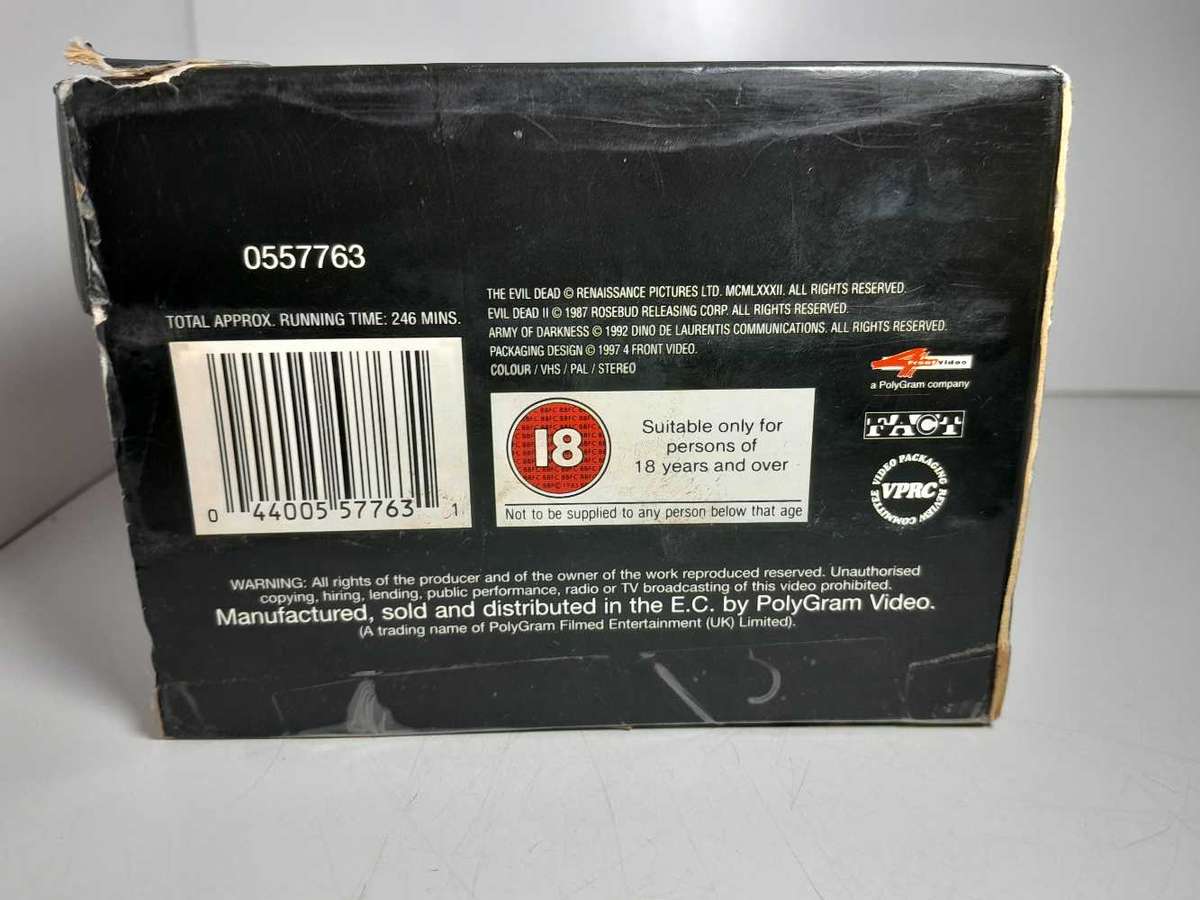 0557763
TOTAL APPROX. RUNNING TIME: 246 MINS.
0 44005 57763 1
THE EVIL DEAD © RENAISSANCE PICTURES LTD. MCMLXXXII. ALL RIGHTS RESERVED.
EVIL DEAD II © 1987 ROSEBUD RELEASING CORP. ALL RIGHTS RESERVED.
ARMY OF DARKNESS © 1992 DINO DE LAURENTIS COMMUNICATIONS. ALL RIGHTS RESERVED.
PACKAGING DESIGN © 1997 4 FRONT VIDEO.
COLOUR / VHS / PAL / STEREO
18
Suitable only for
persons of
18 years and over
Not to be supplied to any person below that age
4 Front video
a PolyGram company
FACT
VIDEO PACKAGING REVIEW COMMITTEE
VPRC
WARNING: All rights of the producer and of the owner of the work reproduced reserved. Unauthorised
copying, hiring, lending, public performance, radio or TV broadcasting of this video prohibited.
Manufactured, sold and distributed in the E.C. by PolyGram Video.
(A trading name of PolyGram Filmed Entertainment (UK) Limited).